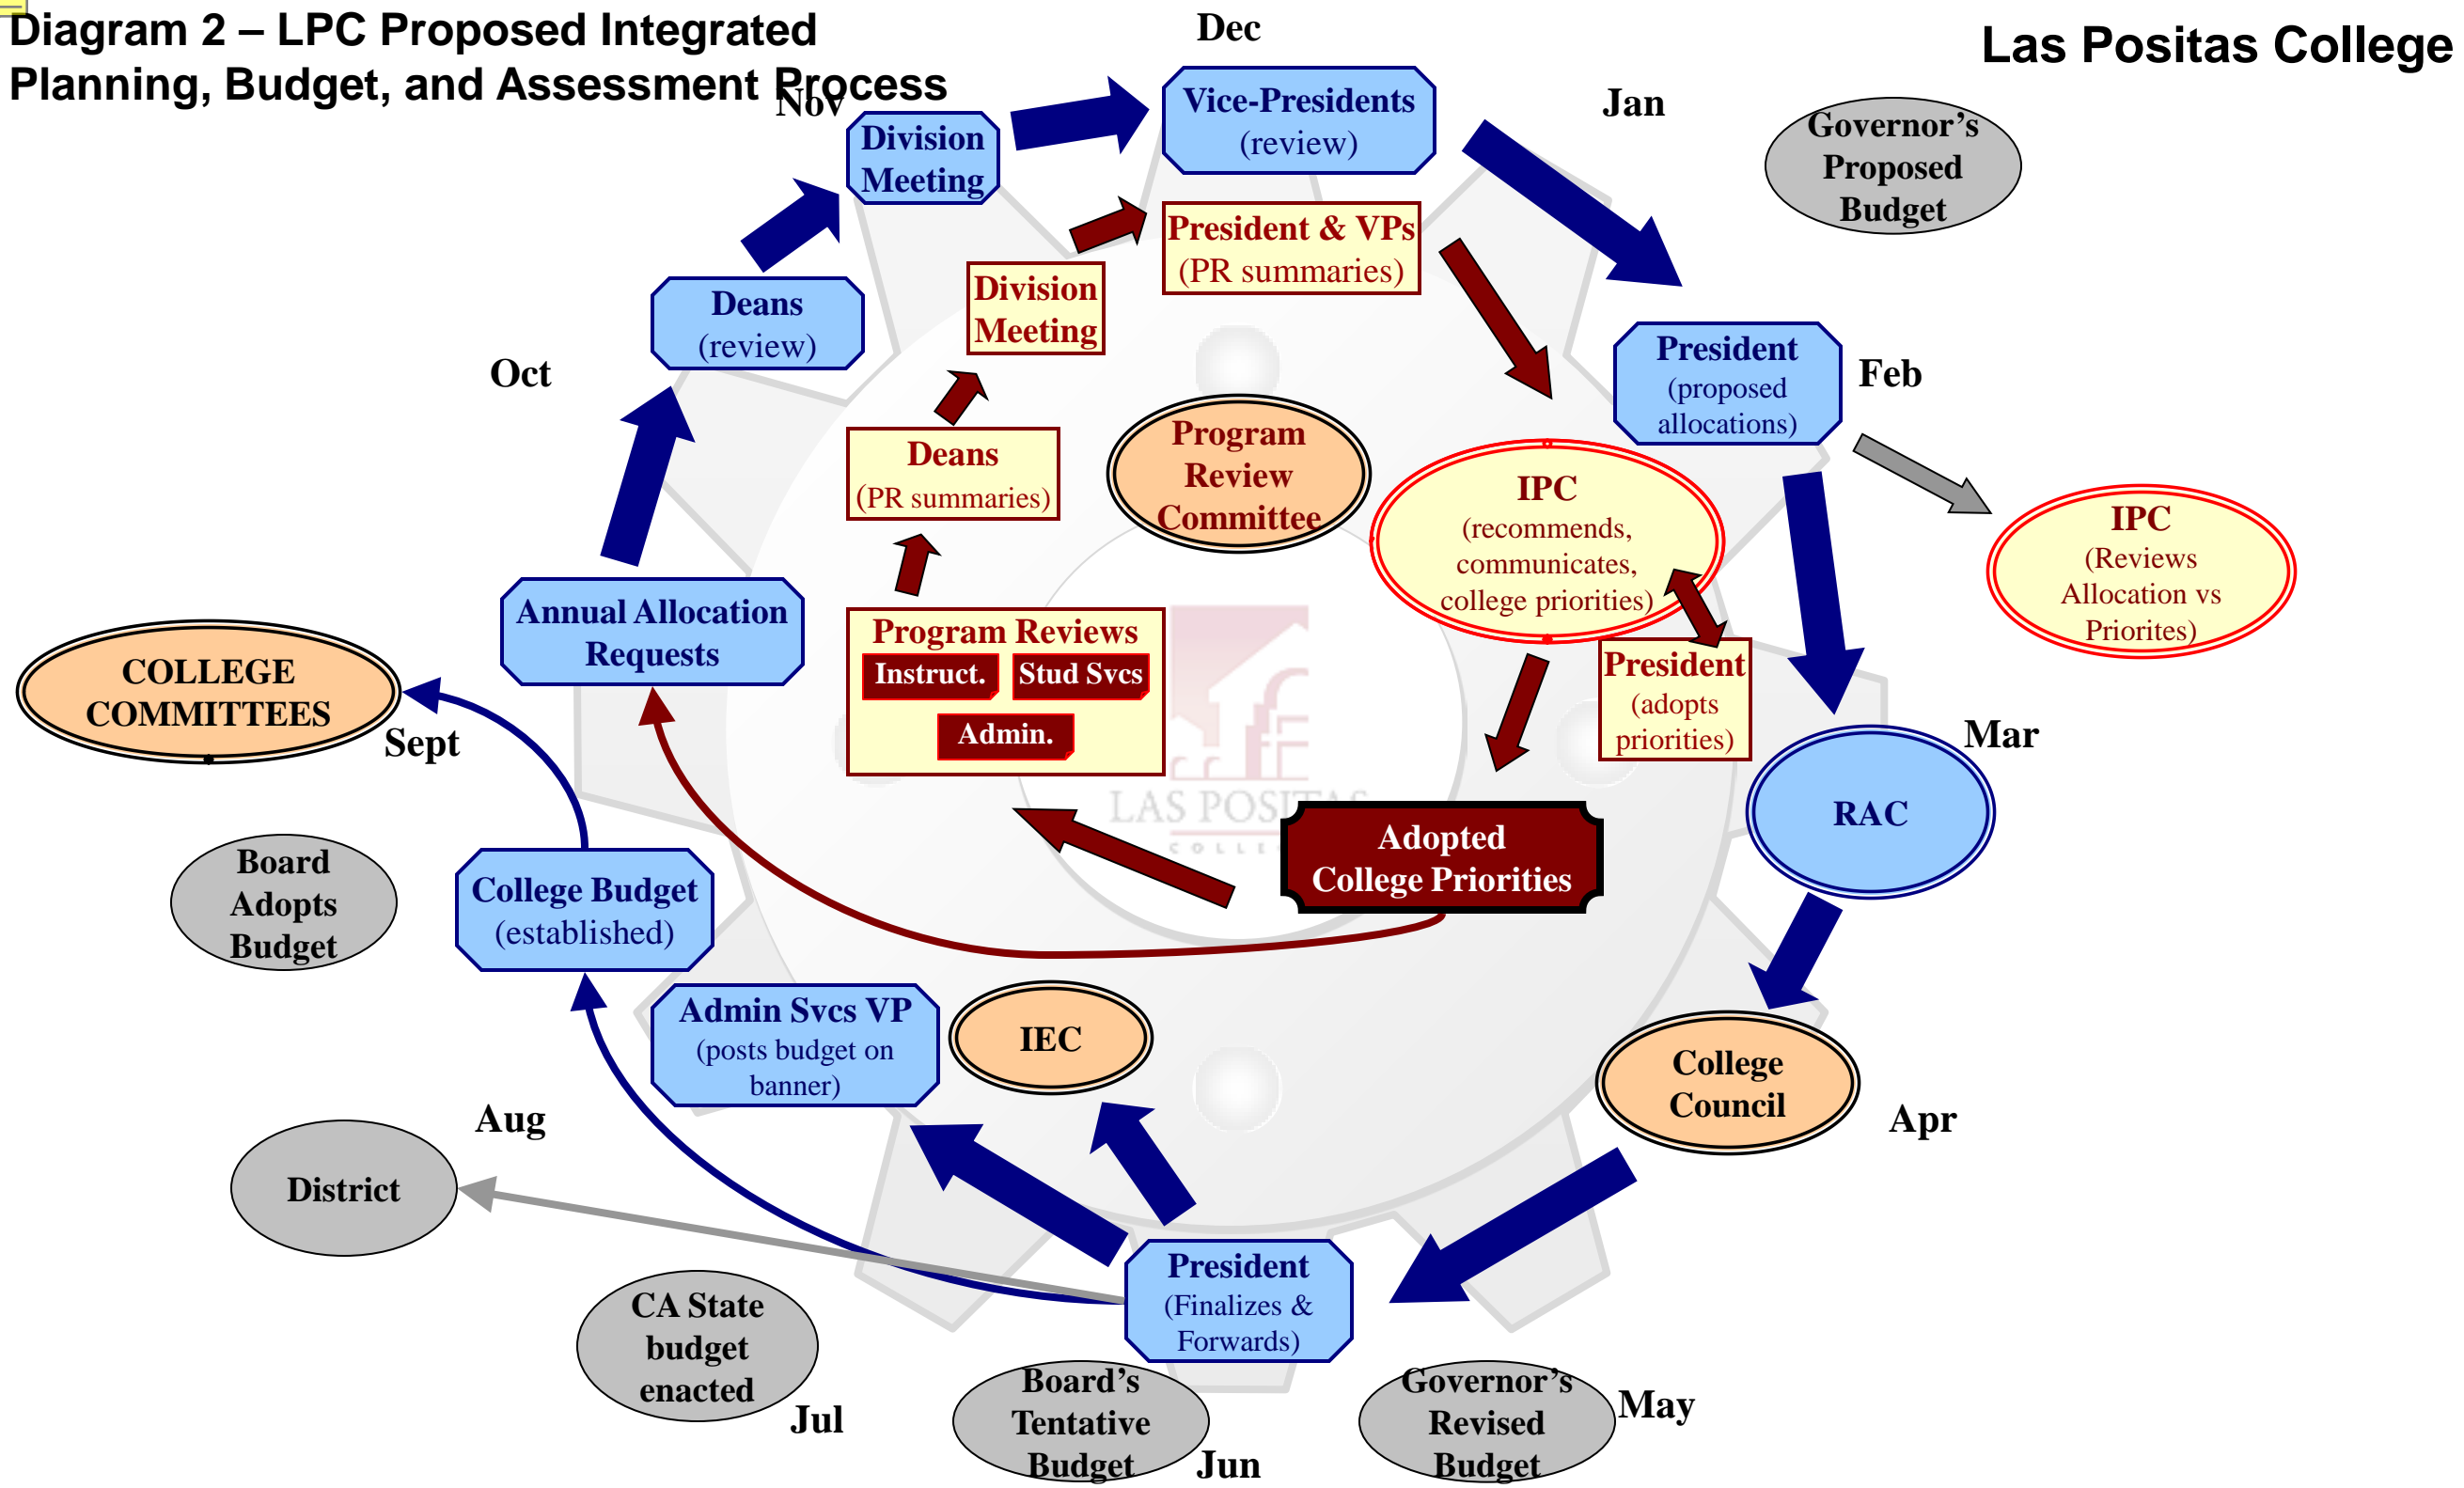 Diagram 2 – LPC Proposed Integrated
Planning, Budget, and Assessment Process
Las Positas College
Dec
Nov
Jan
Vice-Presidents
(review)
Division
Meeting
Governor's
Proposed
Budget
President & VPs
(PR summaries)
Division
Meeting
Deans
(review)
Oct
President
(proposed
allocations)
Feb
Program
Review
Committee
Deans
(PR summaries)
IPC
(recommends,
communicates,
college priorities)
IPC
(Reviews
Allocation vs
Priorites)
Annual Allocation
Requests
Program Reviews
Instruct.
Stud Svcs
Admin.
President
(adopts
priorities)
COLLEGE
COMMITTEES
Sept
Mar
RAC
LAS POSITAS
COLLE
Adopted
College Priorities
Board
Adopts
Budget
College Budget
(established)
Admin Svcs VP
(posts budget on
banner)
IEC
College
Council
Aug
Apr
District
President
(Finalizes &
Forwards)
CA State
budget
enacted
Jul
Board's
Tentative
Budget
Jun
Governor's
Revised
Budget
May